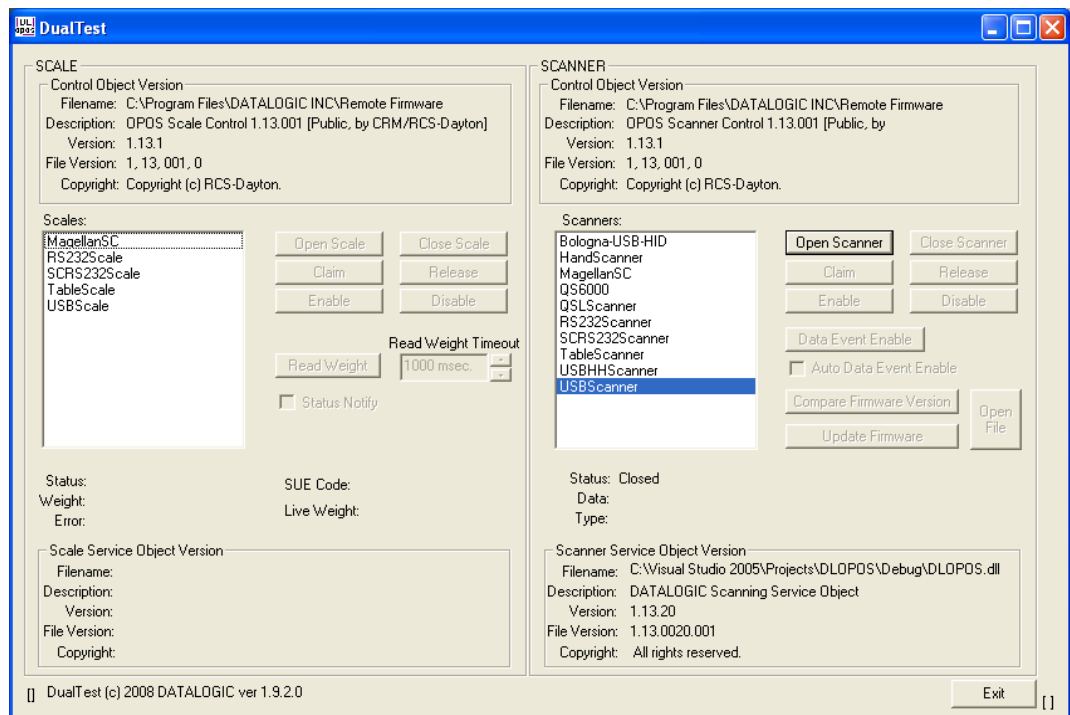 UL
opos
DualTest
SCALE
Control Object Version
Filename: C:\Program Files\DATALOGIC INC\Remote Firmware
Description: OPOS Scale Control 1.13.001 [Public, by CRM/RCS-Dayton]
Version: 1.13.1
File Version: 1, 13, 001, 0
Copyright: Copyright (c) RCS-Dayton.
Scales:
MagellanSC
RS232Scale
SCRS232Scale
TableScale
USBScale
Open Scale
Close Scale
Claim
Release
Enable
Disable
Read Weight Timeout
Read Weight
1000 msec.
Status Notify
Status:
Weight:
Error:
SUE Code:
Live Weight:
Scale Service Object Version
Filename:
Description:
Version:
File Version:
Copyright:
SCANNER
Control Object Version
Filename: C:\Program Files\DATALOGIC INC\Remote Firmware
Description: OPOS Scanner Control 1.13.001 [Public, by
Version: 1.13.1
File Version: 1, 13, 001, 0
Copyright: Copyright (c) RCS-Dayton.
Scanners:
Bologna-USB-HID
HandScanner
MagellanSC
QS6000
QSLScanner
RS232Scanner
SCRS232Scanner
TableScanner
USBHHScanner
USBScanner
Open Scanner
Close Scanner
Claim
Release
Enable
Disable
Data Event Enable
Auto Data Event Enable
Compare Firmware Version
Update Firmware
Open
File
Status: Closed
Data:
Type:
Scanner Service Object Version
Filename: C:\Visual Studio 2005\Projects\DLOPOS\Debug\DLOPOS.dll
Description: DATALOGIC Scanning Service Object
Version: 1.13.20
File Version: 1.13.0020.001
Copyright: All rights reserved.
[] DualTest (c) 2008 DATALOGIC ver 1.9.2.0
Exit
[ ]